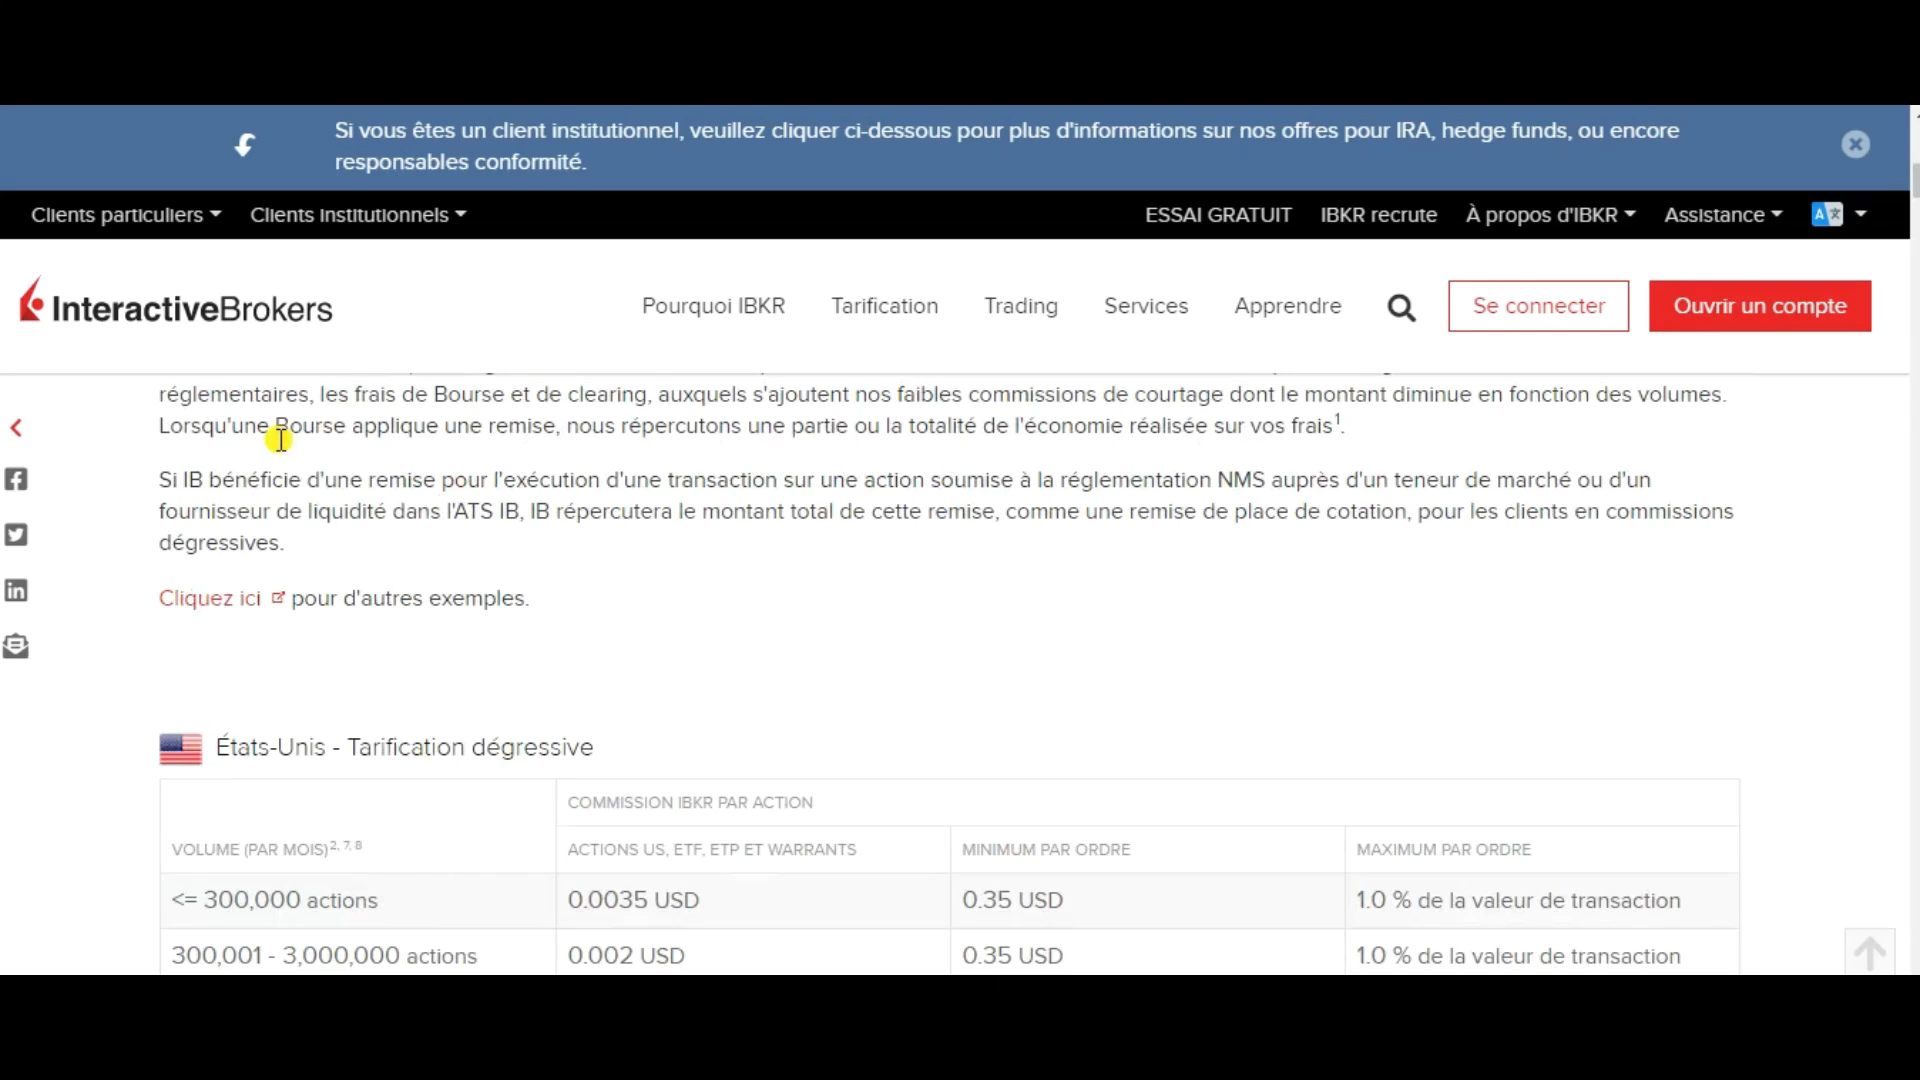 Si vous êtes un client institutionnel, veuillez cliquer ci-dessous pour plus d'informations sur nos offres pour IRA, hedge funds, ou encore
responsables conformité.
Clients particuliers Clients institutionnels ESSAI GRATUIT IBKR recrute À propos d'IBKR Assistance
InteractiveBrokers Pourquoi IBKR Tarification Trading Services Apprendre Se connecter Ouvrir un compte
réglementaires, les frais de Bourse et de clearing, auxquels s'ajoutent nos faibles commissions de courtage dont le montant diminue en fonction des volumes.
Lorsqu'une Bourse applique une remise, nous répercutons une partie ou la totalité de l'économie réalisée sur vos frais¹.
Si IB bénéficie d'une remise pour l'exécution d'une transaction sur une action soumise à la réglementation NMS auprès d'un teneur de marché ou d'un
fournisseur de liquidité dans l'ATS IB, IB répercutera le montant total de cette remise, comme une remise de place de cotation, pour les clients en commissions
dégressives.
Cliquez ici pour d'autres exemples.
États-Unis - Tarification dégressive
COMMISSION IBKR PAR ACTION
VOLUME (PAR MOIS)2, 7, 8 ACTIONS US, ETF, ETP ET WARRANTS MINIMUM PAR ORDRE MAXIMUM PAR ORDRE
<= 300,000 actions 0.0035 USD 0.35 USD 1.0 % de la valeur de transaction
300,001 - 3,000,000 actions 0.002 USD 0.35 USD 1.0 % de la valeur de transaction